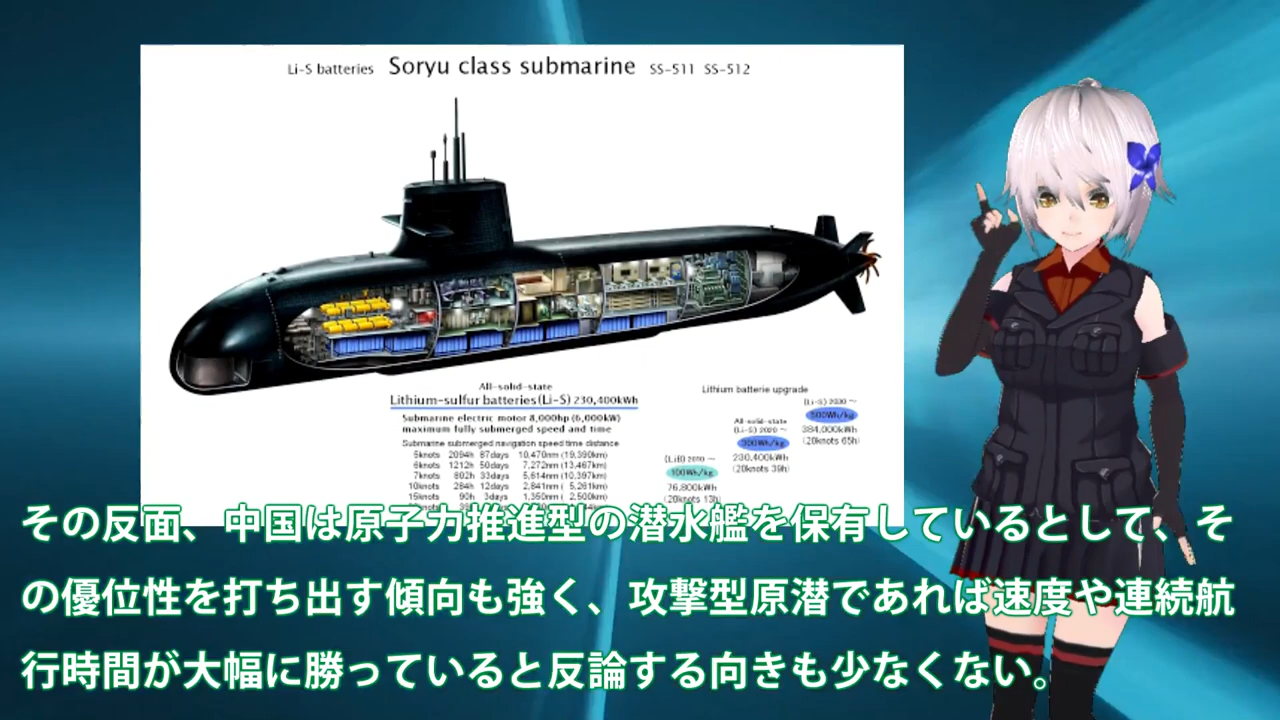 Li-S batteries Soryu class submarine SS-511 SS-512
All-solid-state
Lithium-sulfur batteries(Li-S) 230,400kWh
Submarine electric motor 8,000hp (6,000kW)
maximum fully submerged speed and time
Submarine submerged navigation speed time distance
5knots 2094h 87days 10,470nm (19,390km)
6knots 1212h 50days 7,272nm (13,467km)
7knots 802h 33days 5,614nm (10,397km)
10knots 284h 12days 2,841nm ( 5,261km)
15knots 90h 3days 1,350nm ( 2,500km)
Lithium batterie upgrade
(Li-S) 2030 ~
500Wh/kg
384,000kWh
(20knots 65h)
All-solid-state
(Li-S) 2020 ~
300Wh/kg
230,400kWh
(20knots 39h)
(LiB) 2010 ~
100Wh/kg
76,800kWh
(20knots 13h)
その反面、中国は原子力推進型の潜水艦を保有しているとして、そ
の優位性を打ち出す傾向も強く、攻撃型原潜であれば速度や連続航
行時間が大幅に勝っていると反論する向きも少なくない。